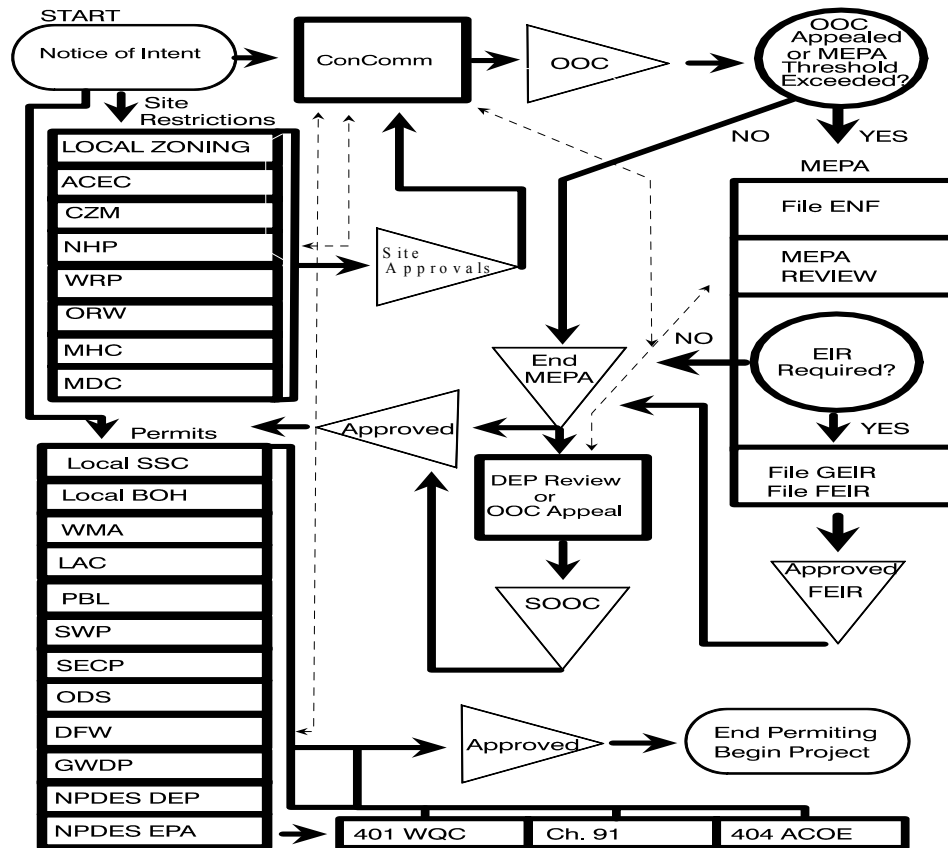 START
Notice of Intent
ConComm
OOC
OOC
Appealed
or MEPA
Threshold
Exceeded?
Site
Restrictions
LOCAL ZONING
ACEC
CZM
NHP
WRP
ORW
MHC
MDC
Site
Approvals
NO
YES
MEPA
File ENF
MEPA
REVIEW
EIR
Required?
NO
YES
File GEIR
File FEIR
Approved
FEIR
End
MEPA
Approved
DEP Review
or
OOC Appeal
SOOC
Permits
Local SSC
Local BOH
WMA
LAC
PBL
SWP
SECP
ODS
DFW
GWDP
NPDES DEP
NPDES EPA
Approved
End Permiting
Begin Project
401 WQC
Ch. 91
404 ACOE